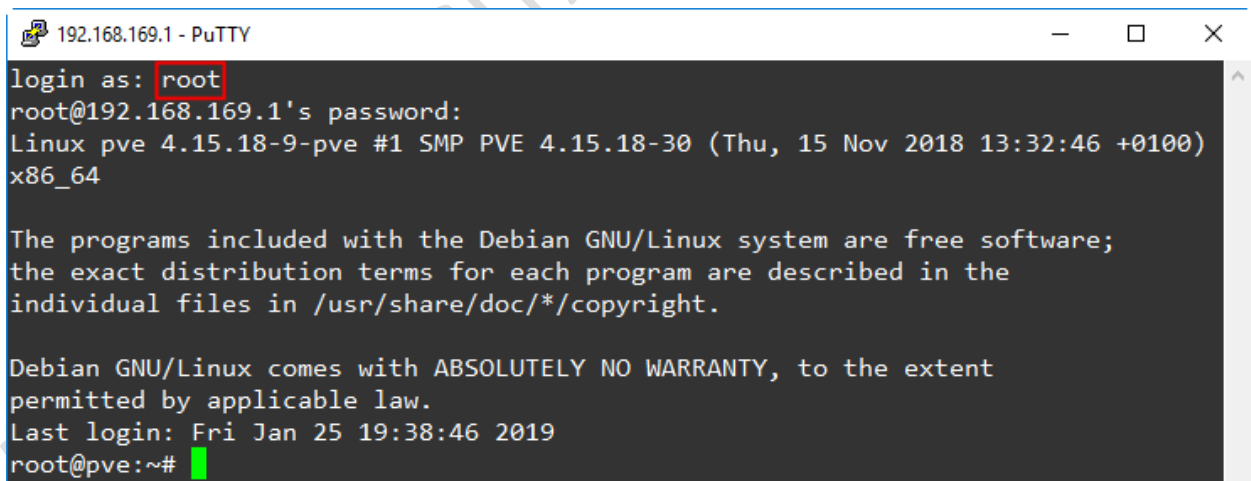 192.168.169.1 - PuTTY
login as: root
root@192.168.169.1's password:
Linux pve 4.15.18-9-pve #1 SMP PVE 4.15.18-30 (Thu, 15 Nov 2018 13:32:46 +0100)
x86_64
The programs included with the Debian GNU/Linux system are free software;
the exact distribution terms for each program are described in the
individual files in /usr/share/doc/*/copyright.
Debian GNU/Linux comes with ABSOLUTELY NO WARRANTY, to the extent
permitted by applicable law.
Last login: Fri Jan 25 19:38:46 2019
root@pve:~#